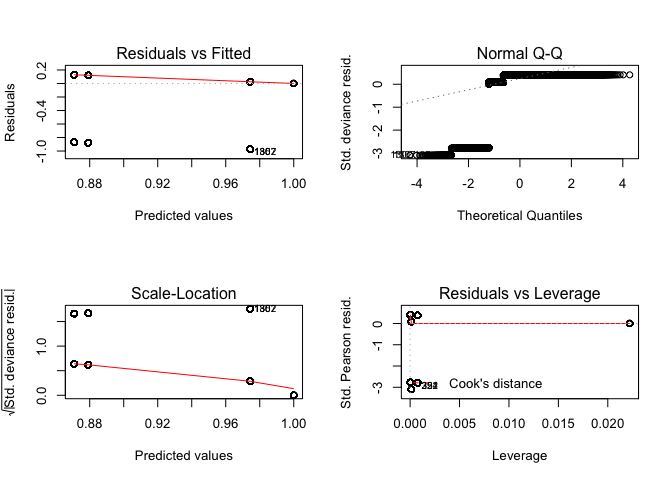 Residuals vs Fitted
Residuals
0.2
-0.4
-1.0
0.88
0.92
0.96
1.00
Predicted values
Normal Q-Q
Std. deviance resid.
0
-1
-2
-3
-4
-2
0
2
4
Theoretical Quantiles
Scale-Location
√|Std. deviance resid.|
1.0
0.0
0.88
0.92
0.96
1.00
Predicted values
Residuals vs Leverage
Std. Pearson resid.
0
-1
-3
Cook's distance
0.000
0.005
0.010
0.015
0.020
Leverage